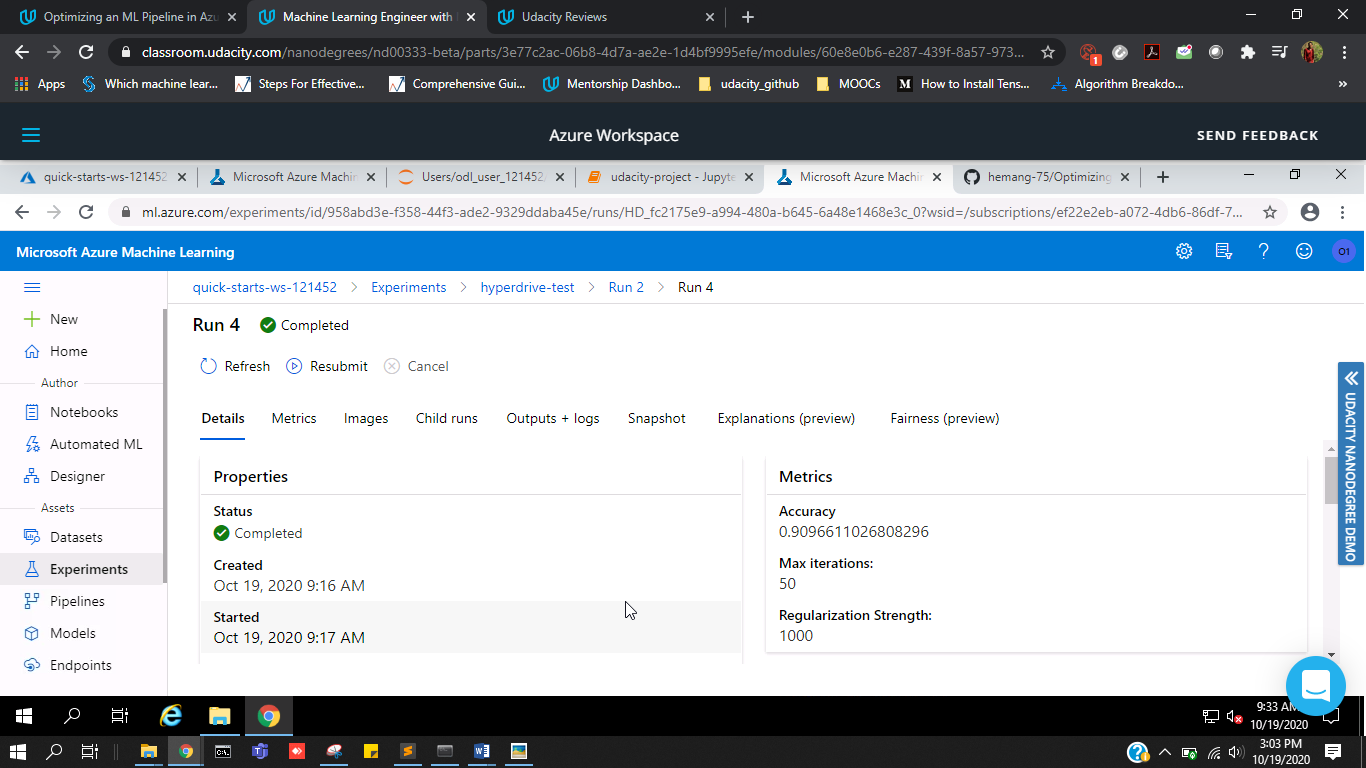 Optimizing an ML Pipeline in Azu
Machine Learning Engineer with
Udacity Reviews
classroom.udacity.com/nanodegrees/nd00333-beta/parts/3e77c2ac-06b8-4d7a-ae2e-1d4bf9995efe/modules/60e8e0b6-e287-439f-8a57-973...
1
Apps
Which machine lear...
Steps For Effective...
Comprehensive Gui...
Mentorship Dashbo...
udacity_github
MOOCs
M How to Install Tens...
Algorithm Breakdo...
»
Azure Workspace
SEND FEEDBACK
quick-starts-ws-121452
Microsoft Azure Machin
Users/odl_user_121452
udacity-project - Jupyte
Microsoft Azure Machin
hemang-75/Optimizing
ml.azure.com/experiments/id/958abd3e-f358-44f3-ade2-9329ddaba45e/runs/HD_fc2175e9-a994-480a-b645-6a48e1468e3c_0?wsid=/subscriptions/ef22e2eb-a072-4db6-86df-7...
Microsoft Azure Machine Learning
O1
quick-starts-ws-121452 > Experiments > hyperdrive-test > Run 2 > Run 4
New
Home
Author
Notebooks
Automated ML
Designer
Assets
Datasets
Experiments
Pipelines
Models
Endpoints
Run 4 Completed
Refresh Resubmit Cancel
Details Metrics Images Child runs Outputs + logs Snapshot Explanations (preview) Fairness (preview)
Properties
Status
Completed
Created
Oct 19, 2020 9:16 AM
Started
Oct 19, 2020 9:17 AM
Metrics
Accuracy
0.9096611026808296
Max iterations:
50
Regularization Strength:
1000
UDACITY NANODEGREE DEMO
9:33 AM
10/19/2020
3:03 PM
10/19/2020